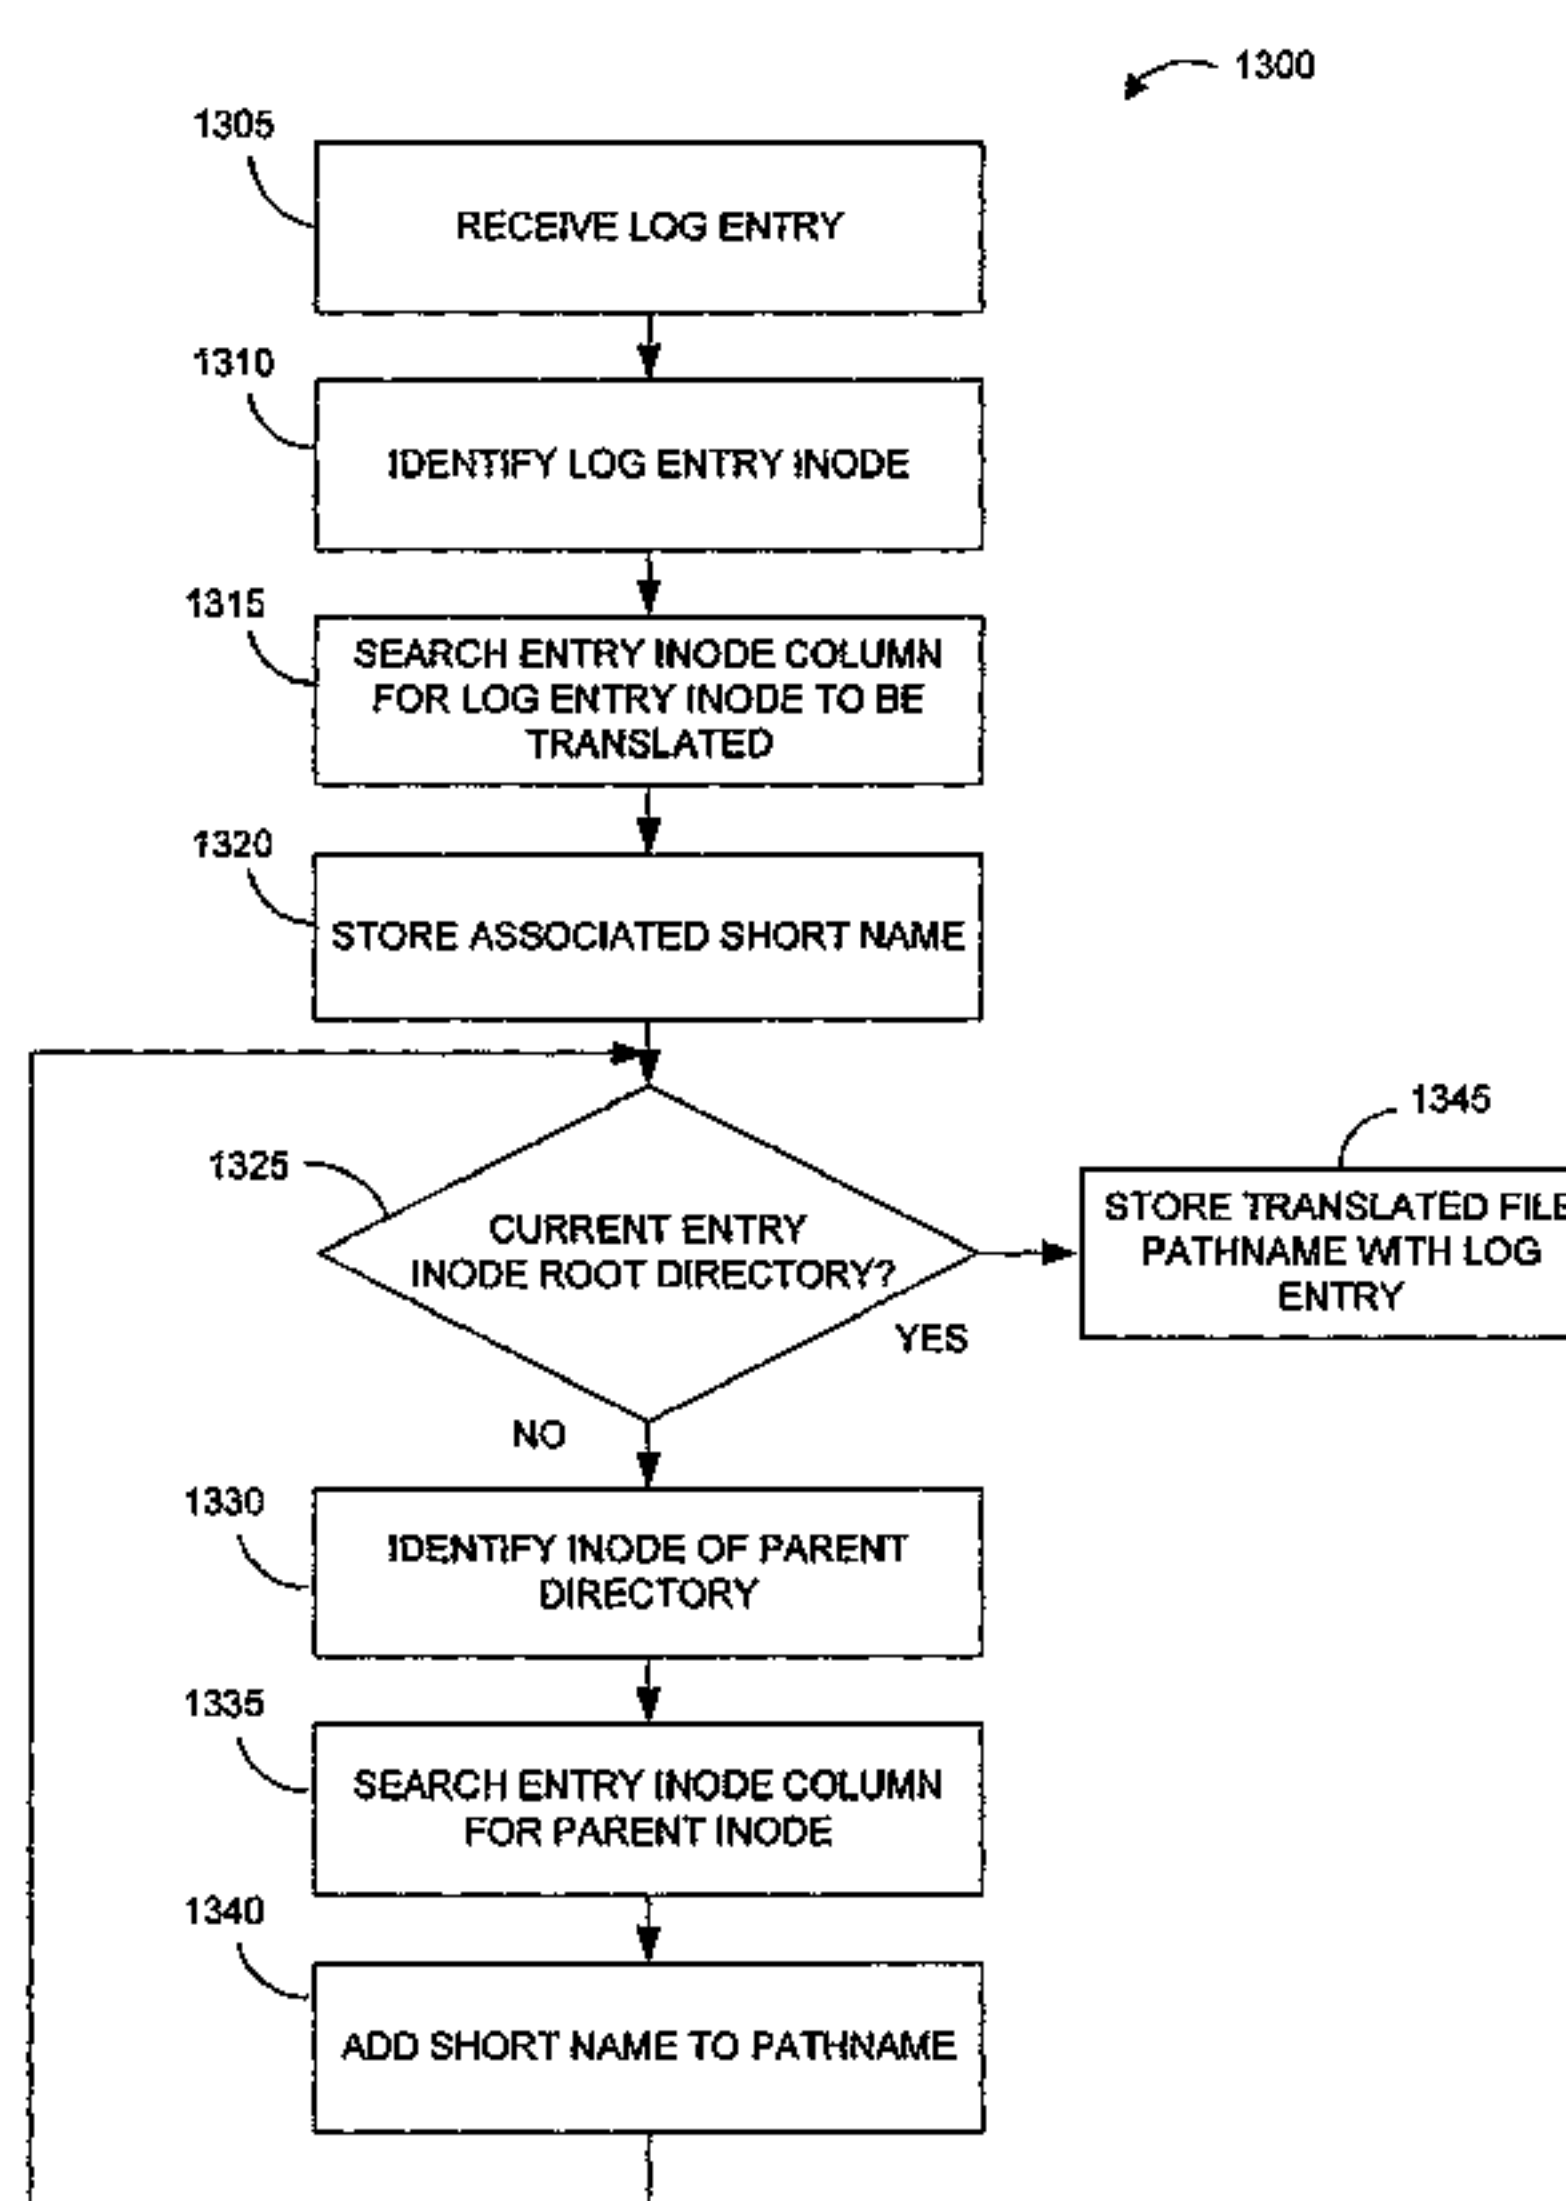 1300
1305
RECEIVE LOG ENTRY
1310
IDENTIFY LOG ENTRY INODE
1315
SEARCH ENTRY INODE COLUMN
FOR LOG ENTRY INODE TO BE
TRANSLATED
1320
STORE ASSOCIATED SHORT NAME
1325
CURRENT ENTRY
INODE ROOT DIRECTORY?
YES
NO
1345
STORE TRANSLATED FILE
PATHNAME WITH LOG
ENTRY
1330
IDENTIFY INODE OF PARENT
DIRECTORY
1335
SEARCH ENTRY INODE COLUMN
FOR PARENT INODE
1340
ADD SHORT NAME TO PATHNAME